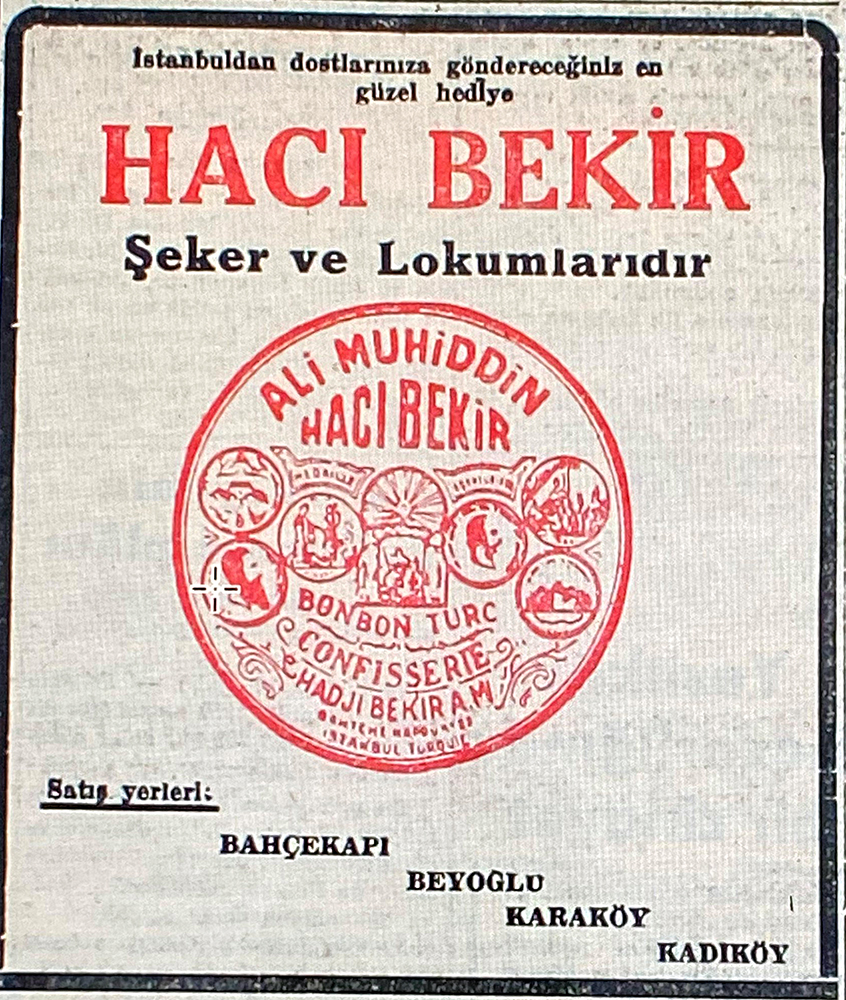 İstanbuldan dostlarınıza göndereceğiniz en
güzel hediye
HACI BEKİR
Şeker ve Lokumlarıdır
ALİ MUHİDDİN
HACI BEKİR
BONBON TURC
CONFISSERIE
HADJI BEKIR A.M
ISTANBUL TURQUIE
Satış yerleri:
BAHÇEKAPI
BEYOĞLU
KARAKÖY
KADIKÖY